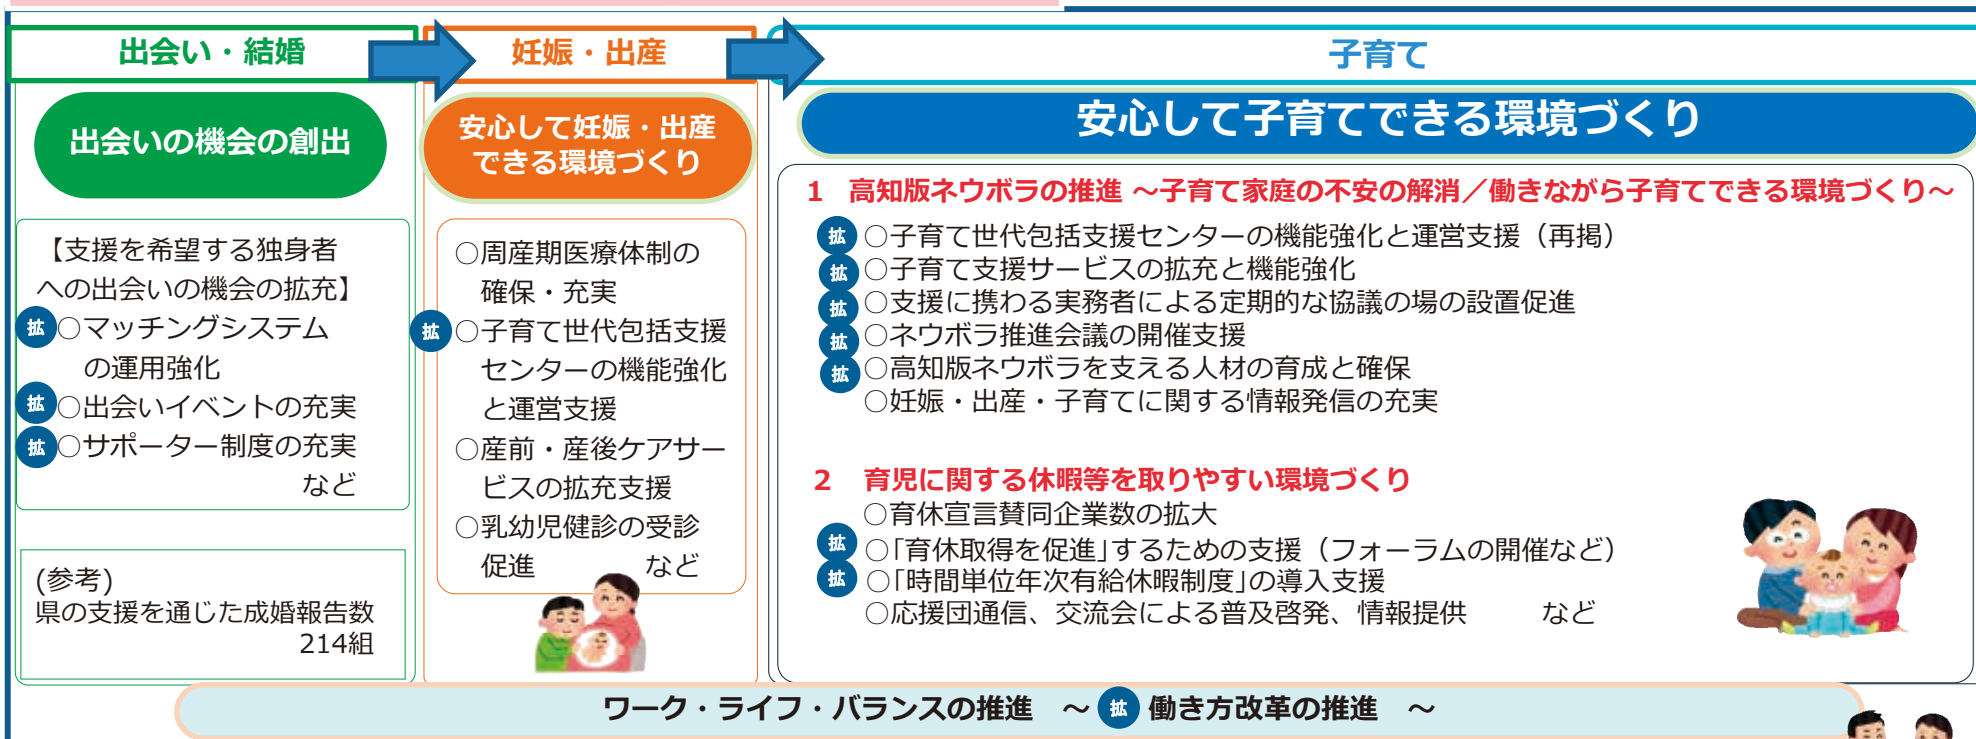 出会い・結婚
出会いの機会の創出
【支援を希望する独身者
への出会いの機会の拡充】
拡 ○マッチングシステム
の運用強化
拡 ○出会いイベントの充実
拡 ○サポーター制度の充実
など
(参考)
県の支援を通じた成婚報告数
214組
妊娠・出産
安心して妊娠・出産
できる環境づくり
○周産期医療体制の
確保・充実
拡 ○子育て世代包括支援
センターの機能強化
と運営支援
○産前・産後ケアサー
ビスの拡充支援
○乳幼児健診の受診
促進 など
子育て
安心して子育てできる環境づくり
1 高知版ネウボラの推進 ～子育て家庭の不安の解消／働きながら子育てできる環境づくり～
拡 ○子育て世代包括支援センターの機能強化と運営支援（再掲）
拡 ○子育て支援サービスの拡充と機能強化
拡 ○支援に携わる実務者による定期的な協議の場の設置促進
拡 ○ネウボラ推進会議の開催支援
拡 ○高知版ネウボラを支える人材の育成と確保
○妊娠・出産・子育てに関する情報発信の充実
2 育児に関する休暇等を取りやすい環境づくり
○育休宣言賛同企業数の拡大
拡 ○「育休取得を促進」するための支援（フォーラムの開催など）
拡 ○「時間単位年次有給休暇制度」の導入支援
○応援団通信、交流会による普及啓発、情報提供 など
ワーク・ライフ・バランスの推進 ～ 拡 働き方改革の推進 ～